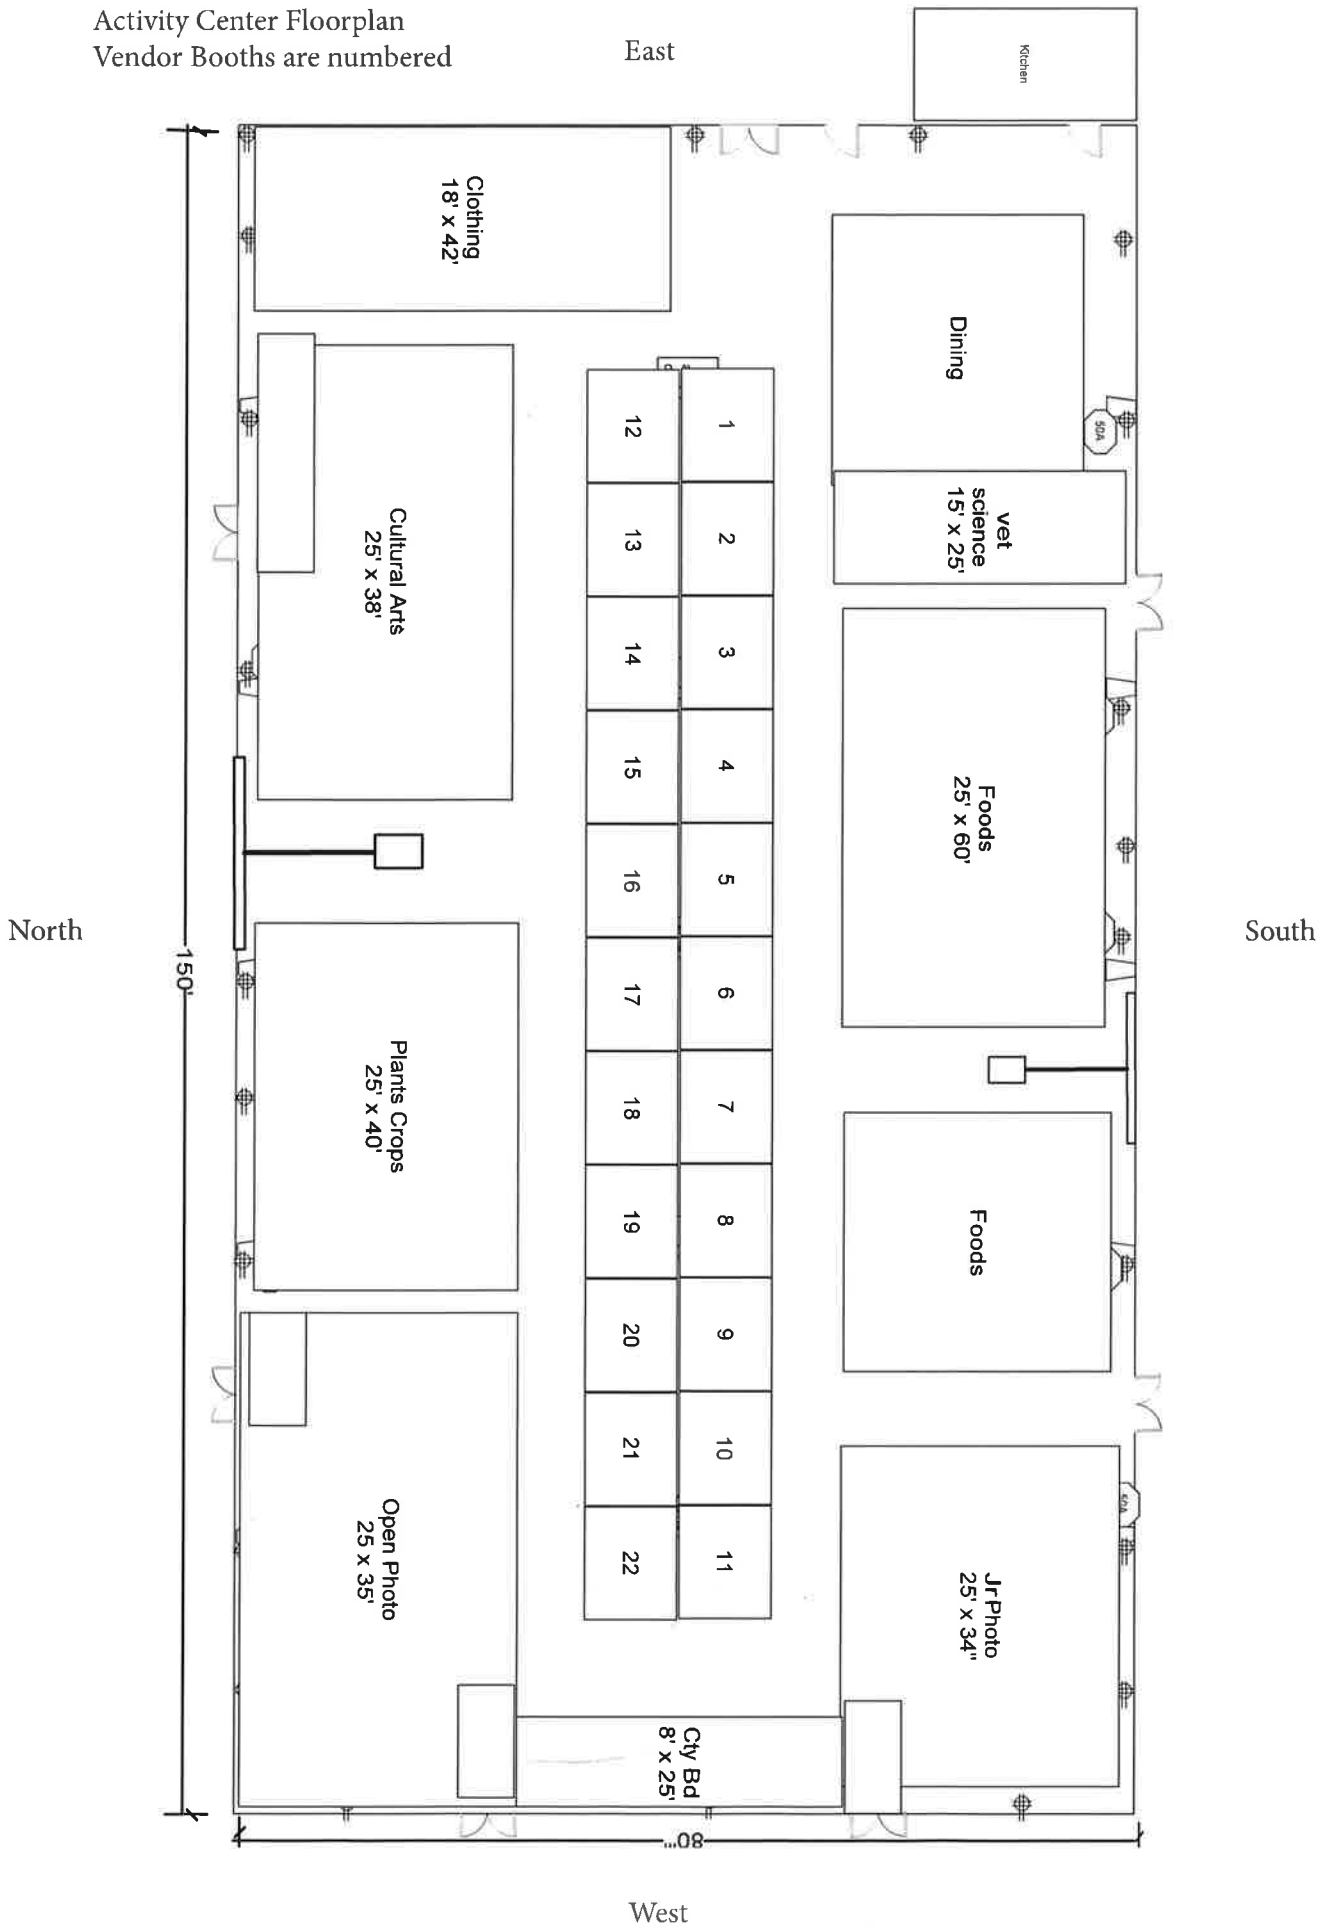 Activity Center Floorplan
Vendor Booths are numbered
East
Kitchen
Clothing
18' x 42'
Dining
50A
vet
science
15' x 25'
12
1
13
2
14
3
15
4
16
5
17
6
18
7
19
8
20
9
21
10
22
11
Cultural Arts
25' x 38'
Foods
25' x 60'
North
South
150'
Plants Crops
25' x 40'
Foods
50A
Open Photo
25 x 35'
Jr Photo
25' x 34"
Cty Bd
8' x 25'
80'"
West